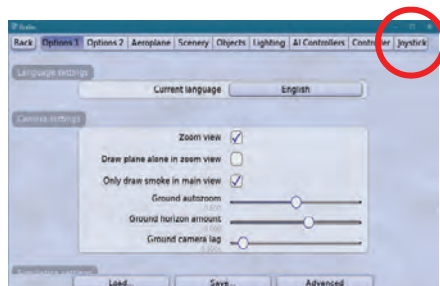 Back Options 1 Options 2 Aeroplane Scenery Objects Lighting AI Controllers Controller Joystick
Language settings
Current language English
Camera settings
Zoom view
Draw plane alone in zoom view
Only draw smoke in main view
Ground autozoom
Ground horizon amount
Ground camera lag
Simulator settings
Load... Save... Advanced